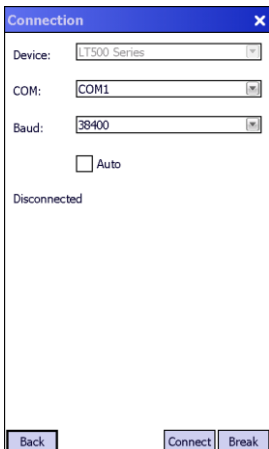 Connection
Device: LT500 Series
COM: COM1
Baud: 38400
Auto
Disconnected
Back Connect Break